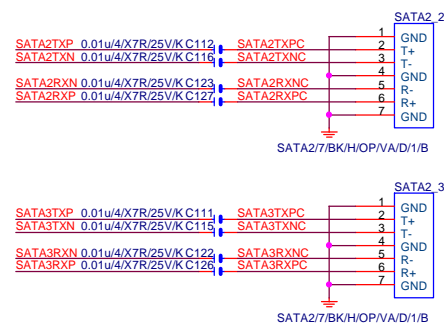 SATA2_2
1 GND
SATA2TXP 0.01u/4/X7R/25V/K C112 SATA2TXPC 2 T+
SATA2TXN 0.01u/4/X7R/25V/K C116 SATA2TXNC 3 T-
4 GND
SATA2RXN 0.01u/4/X7R/25V/K C123 SATA2RXNC 5 R-
SATA2RXP 0.01u/4/X7R/25V/K C127 SATA2RXPC 6 R+
7 GND
SATA2/7/BK/H/OP/VA/D/1/B
SATA2_3
1 GND
SATA3TXP 0.01u/4/X7R/25V/K C111 SATA3TXPC 2 T+
SATA3TXN 0.01u/4/X7R/25V/K C115 SATA3TXNC 3 T-
4 GND
SATA3RXN 0.01u/4/X7R/25V/K C122 SATA3RXNC 5 R-
SATA3RXP 0.01u/4/X7R/25V/K C126 SATA3RXPC 6 R+
7 GND
SATA2/7/BK/H/OP/VA/D/1/B